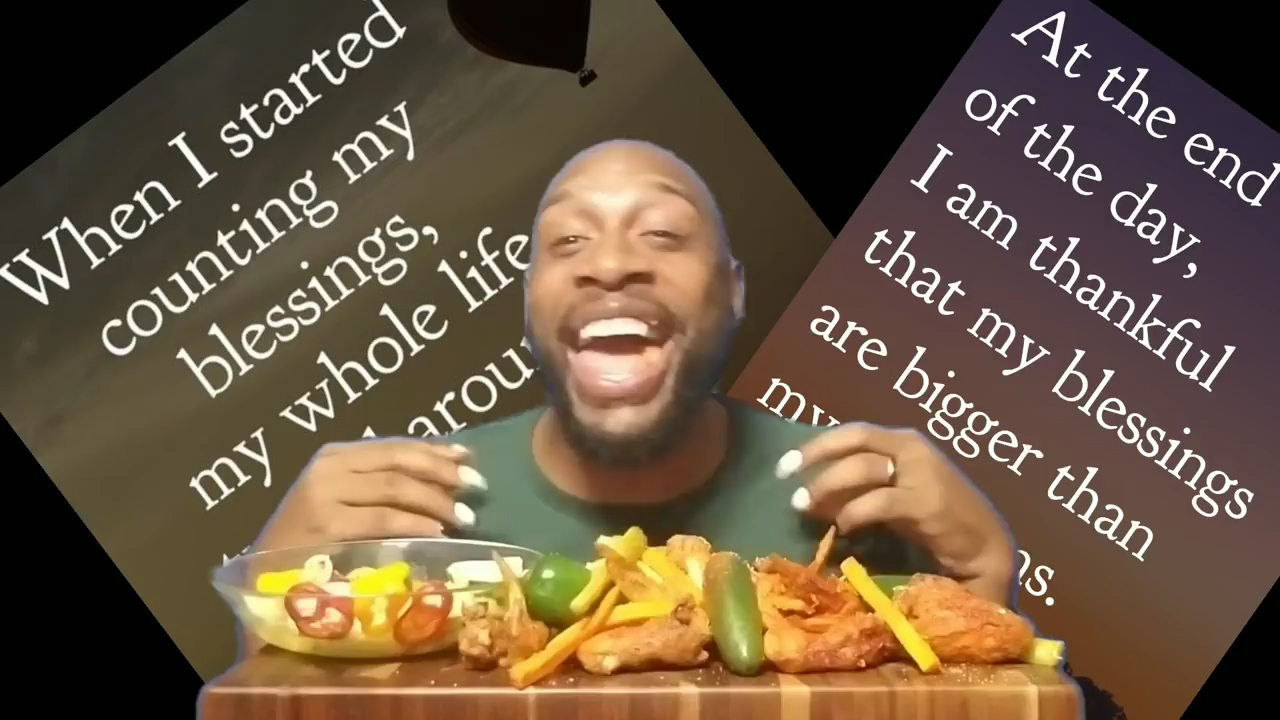 When I started
counting my
blessings,
my whole life
At the end
of the day,
I am thankful
that my blessings
are bigger than
my